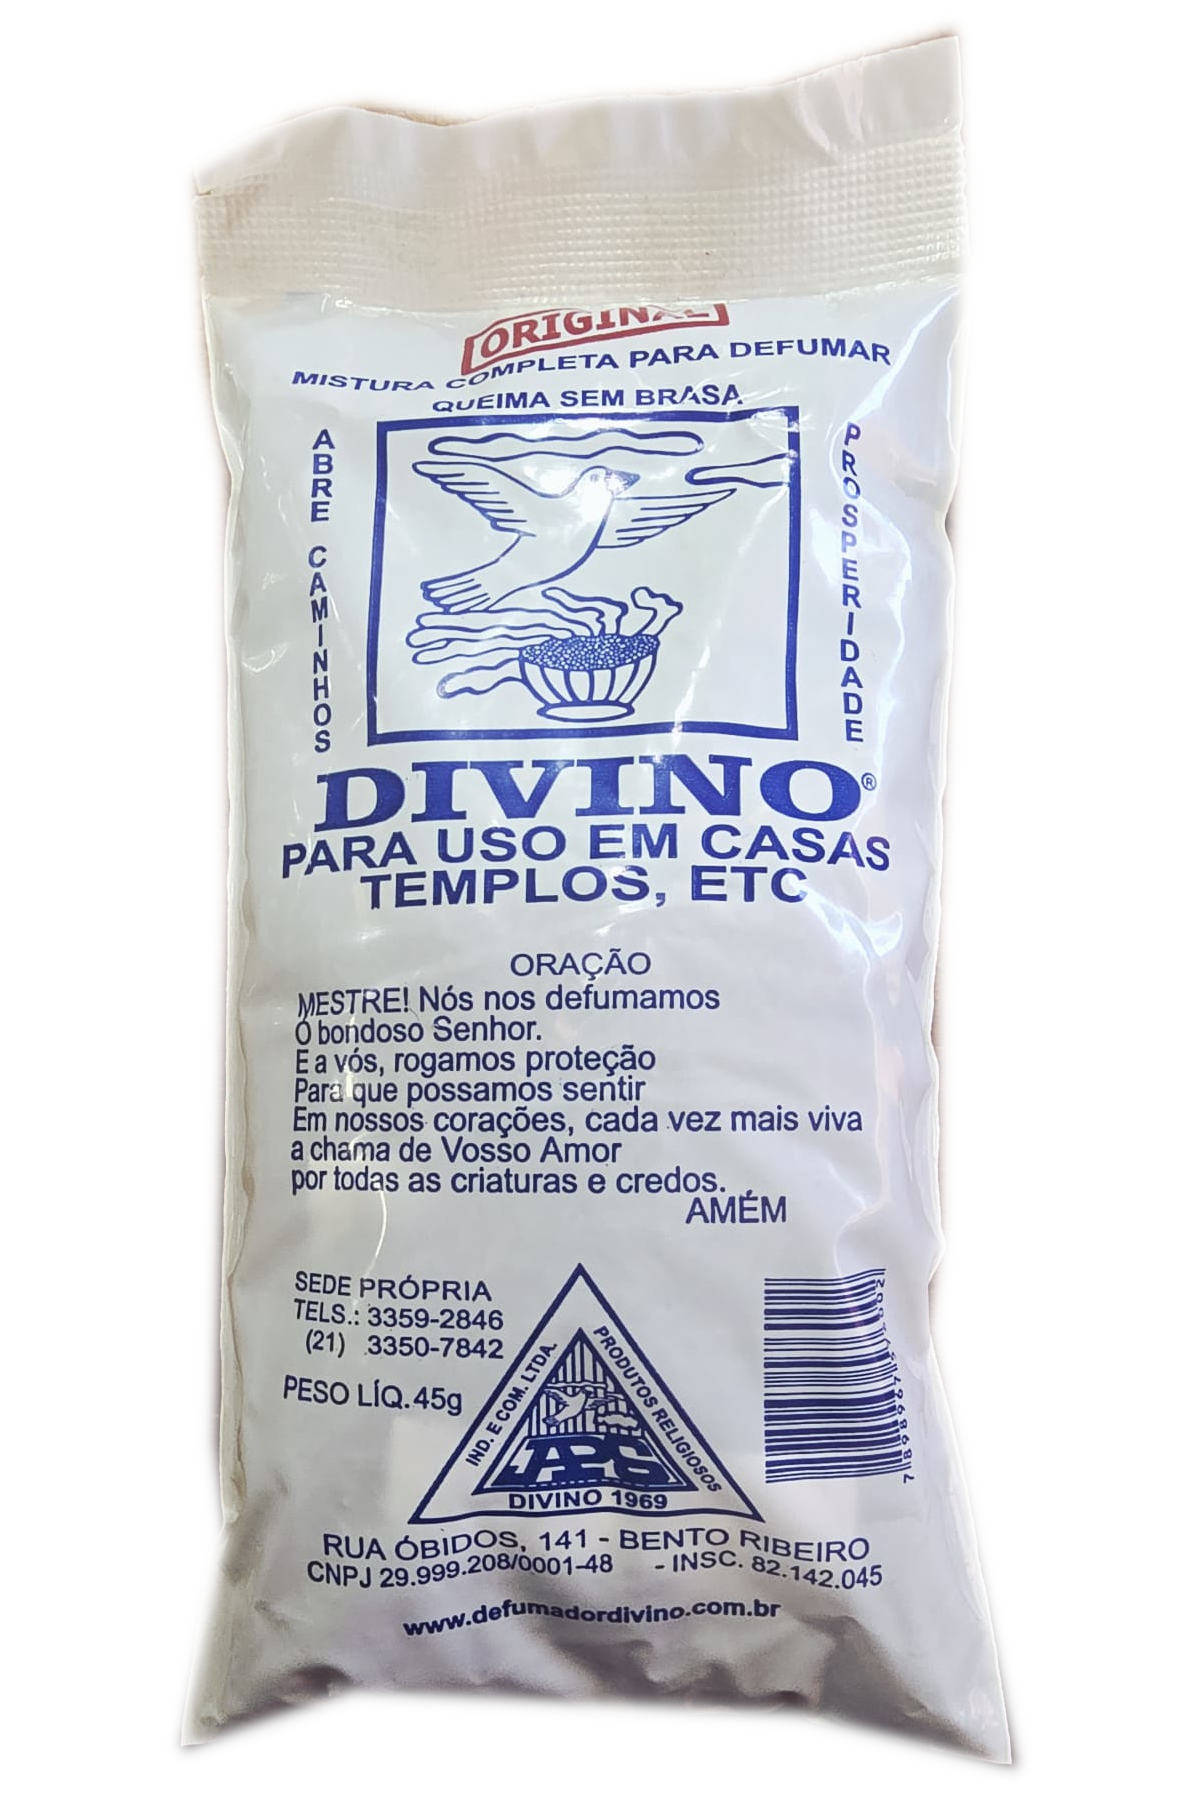 ORIGINAL
MISTURA COMPLETA PARA DEFUMAR
QUEIMA SEM BRASA
ABRE CAMINHOS
PROSPERIDADE
DIVINO®
PARA USO EM CASAS
TEMPLOS, ETC
ORAÇÃO
MESTRE! Nós nos defumamos
Ó bondoso Senhor.
E a vós, rogamos proteção
Para que possamos sentir
Em nossos corações, cada vez mais viva
a chama de Vosso Amor
por todas as criaturas e credos.
AMÉM
SEDE PRÓPRIA
TELS.: 3359-2846
(21) 3350-7842
PESO LÍQ. 45g
IND. E COM. LTDA.
PRODUTOS RELIGIOSOS
JAPS
DIVINO 1969
RUA ÓBIDOS, 141 - BENTO RIBEIRO
CNPJ 29.999.208/0001-48 - INSC. 82.142.045
www.defumadordivino.com.br